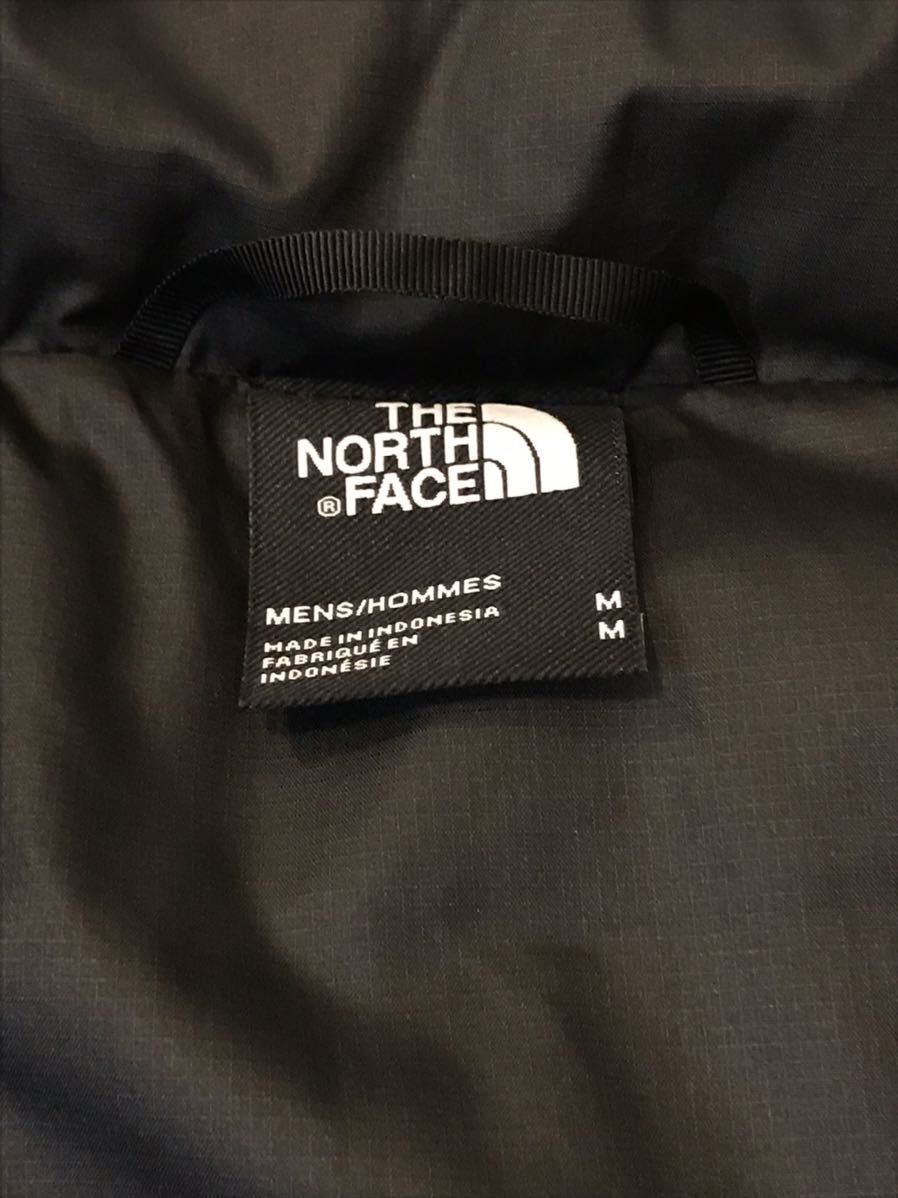 THE
NORTH
® FACE
MENS/HOMMES M
MADE IN INDONESIA M
FABRIQUÉ EN
INDONÉSIE